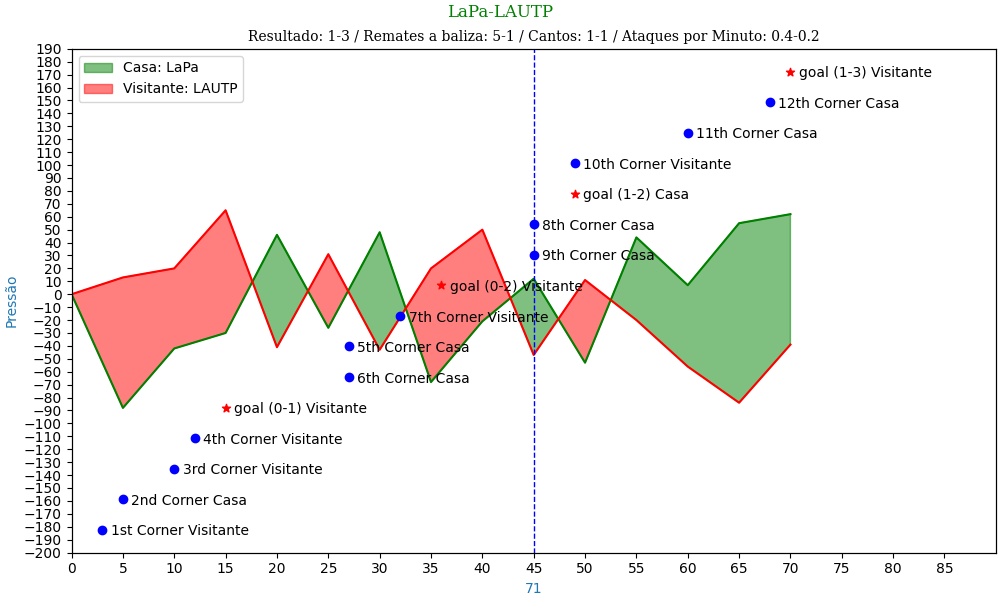 LaPa-LAUTP
Resultado: 1-3 / Remates a baliza: 5-1 / Cantos: 1-1 / Ataques por Minuto: 0.4-0.2
Casa: LaPa
Visitante: LAUTP
goal (1-3) Visitante
12th Corner Casa
11th Corner Casa
10th Corner Visitante
goal (1-2) Casa
8th Corner Casa
9th Corner Casa
goal (0-2) Visitante
7th Corner Visitante
5th Corner Casa
6th Corner Casa
goal (0-1) Visitante
4th Corner Visitante
3rd Corner Visitante
2nd Corner Casa
1st Corner Visitante
Pressão
190
180
170
160
150
140
130
120
110
100
90
80
70
60
50
40
30
20
10
0
−10
−20
−30
−40
−50
−60
−70
−80
−90
−100
−110
−120
−130
−140
−150
−160
−170
−180
−190
−200
0 5 10 15 20 25 30 35 40 45 50 55 60 65 70 75 80 85
71